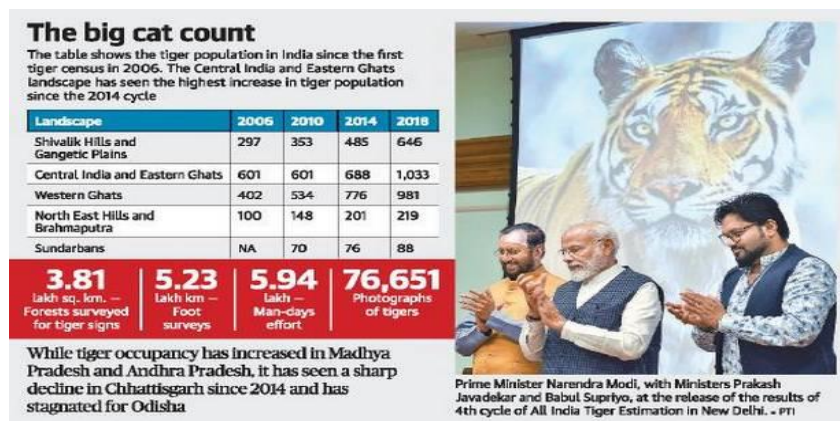 The big cat count
The table shows the tiger population in India since the first
tiger census in 2006. The Central India and Eastern Ghats
landscape has seen the highest increase in tiger population
since the 2014 cycle
Landscape 2006 2010 2014 2018
Shivalik Hills and
Gangetic Plains 297 353 485 646
Central India and Eastern Ghats 601 601 688 1,033
Western Ghats 402 534 776 981
North East Hills and
Brahmaputra 100 148 201 219
Sundarbans NA 70 76 88
3.81
lakh sq. km. —
Forests surveyed
for tiger signs
5.23
Lakh km —
Foot
surveys
5.94
lakh —
Man-days
effort
76,651
Photographs
of tigers
While tiger occupancy has increased in Madhya
Pradesh and Andhra Pradesh, it has seen a sharp
decline in Chhattisgarh since 2014 and has
stagnated for Odisha
Prime Minister Narendra Modi, with Ministers Prakash
Javadekar and Babul Supriyo, at the release of the results of
4th cycle of All India Tiger Estimation in New Delhi. - PTI